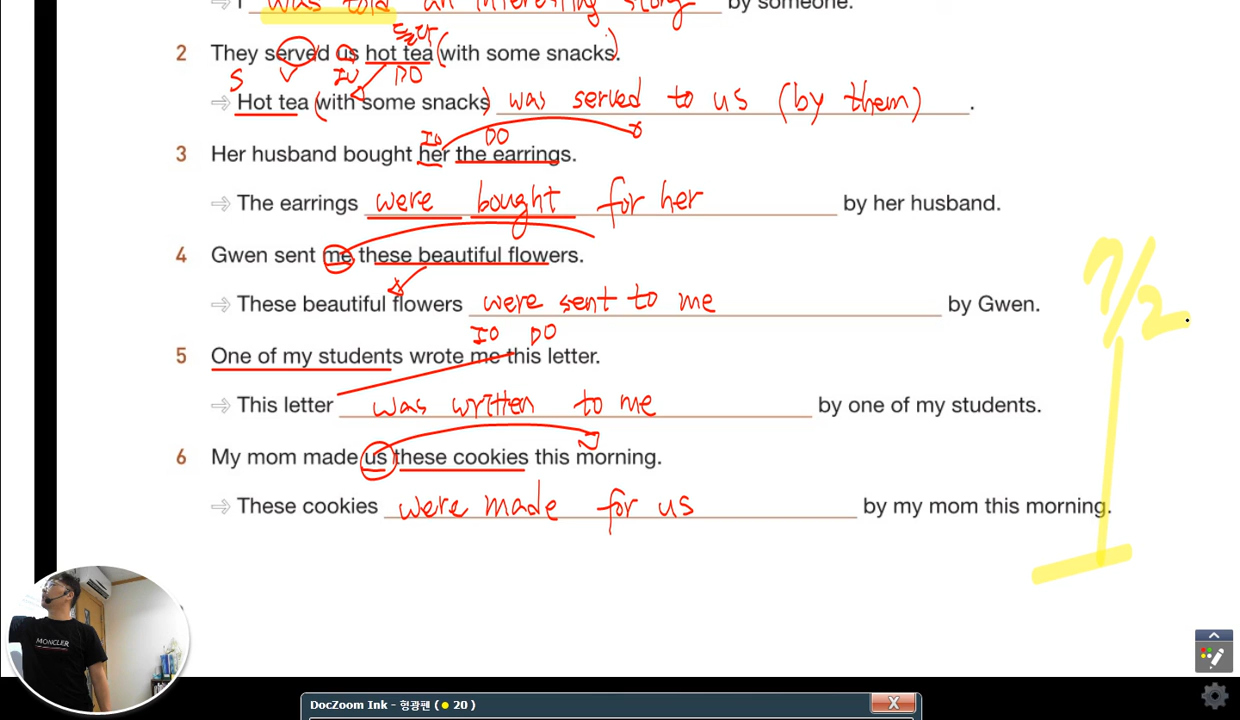 I was told an interesting story by someone.
2 They served us hot tea (with some snacks).
S V IO DO
⇨ Hot tea (with some snacks) was served to us (by them).
IO DO
3 Her husband bought her the earrings.
⇨ The earrings were bought for her by her husband.
4 Gwen sent me these beautiful flowers.
⇨ These beautiful flowers were sent to me by Gwen.
7/2
IO DO
5 One of my students wrote me this letter.
⇨ This letter was written to me by one of my students.
6 My mom made us these cookies this morning.
⇨ These cookies were made for us by my mom this morning.
MONCLER
DocZoom Ink - 형광펜 ( 20 )
X